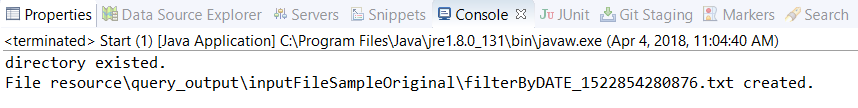 Properties Data Source Explorer Servers Snippets Console JUnit Git Staging Markers Search
<terminated> Start (1) [Java Application] C:\Program Files\Java\jre1.8.0_131\bin\javaw.exe (Apr 4, 2018, 11:04:40 AM)
directory existed.
File resource\query_output\inputFileSampleOriginal\filterByDATE_1522854280876.txt created.